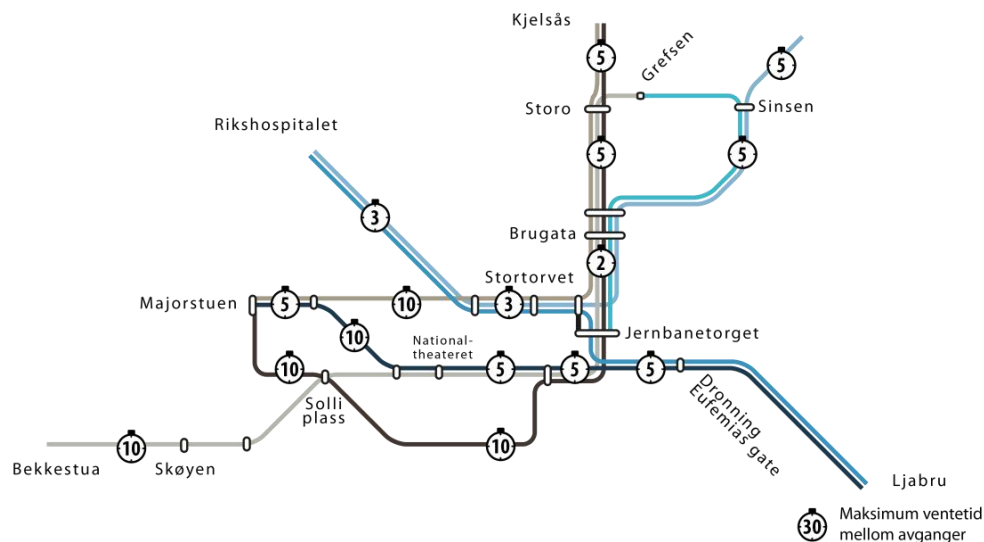 Kjelsås
5
5
Grefsen
Storo
Sinsen
Rikshospitalet
5
5
3
Brugata
2
Stortorvet
Majorstuen
5
10
3
Jernbanetorget
10
National-
theateret
10
5
5
5
Solli
plass
Dronning
Eufemias gate
10
10
Bekkestua
Skøyen
Ljabru
30
Maksimum ventetid
mellom avganger